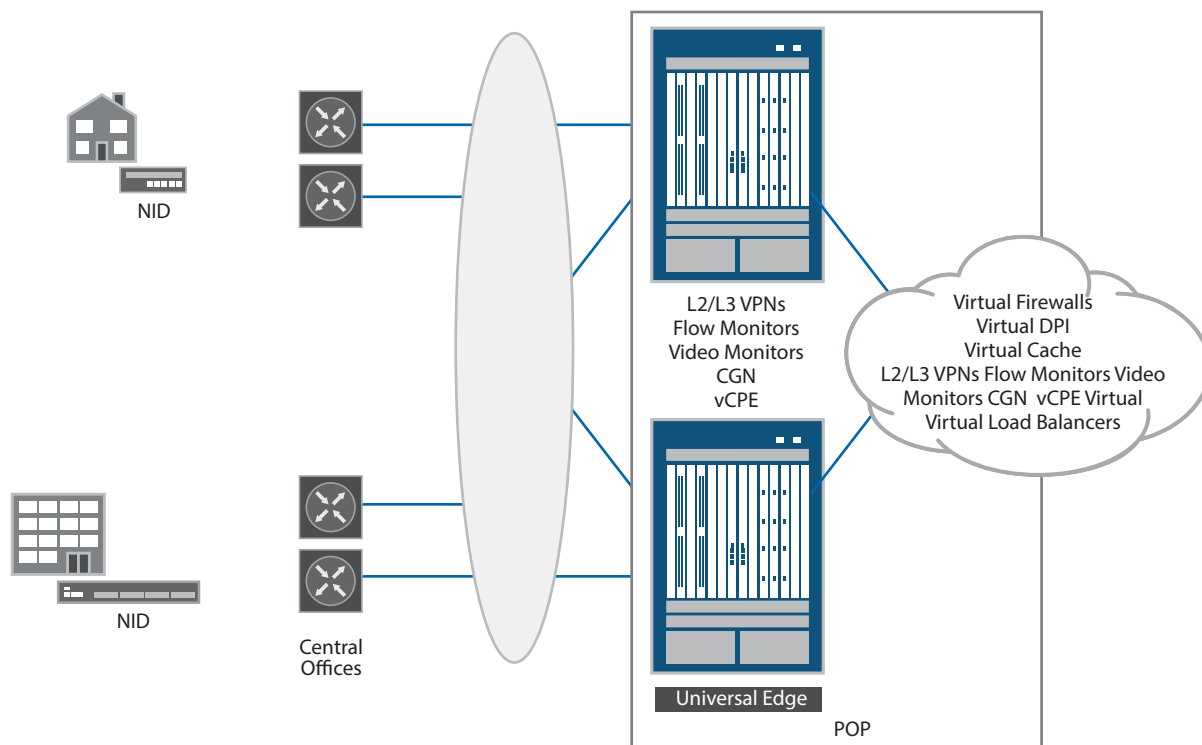 NID
L2/L3 VPNs
Flow Monitors
Video Monitors
CGN
vCPE
Virtual Firewalls
Virtual DPI
Virtual Cache
L2/L3 VPNs Flow Monitors Video
Monitors CGN vCPE Virtual
Virtual Load Balancers
NID
Central
Offices
Universal Edge
POP